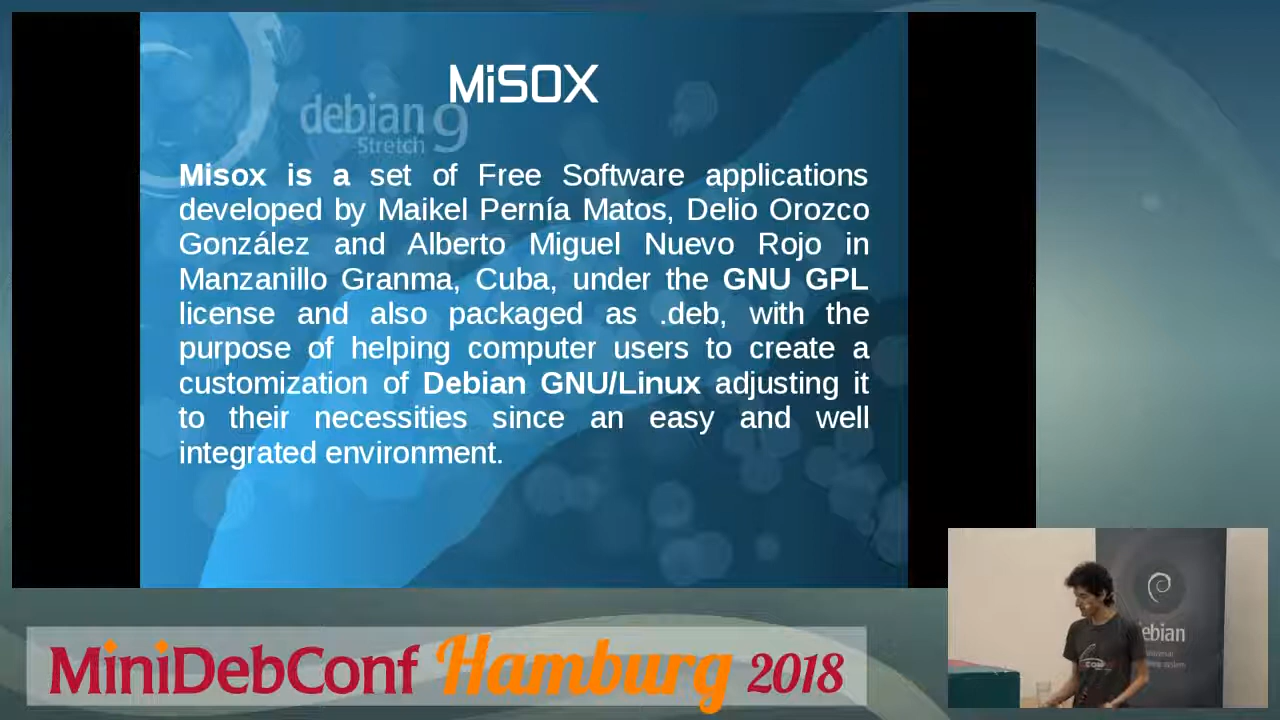 MiSOX
debian 9
Stretch
Misox is a set of Free Software applications
developed by Maikel Pernía Matos, Delio Orozco
González and Alberto Miguel Nuevo Rojo in
Manzanillo Granma, Cuba, under the GNU GPL
license and also packaged as .deb, with the
purpose of helping computer users to create a
customization of Debian GNU/Linux adjusting it
to their necessities since an easy and well
integrated environment.
ebian
MiniDebConf Hamburg 2018